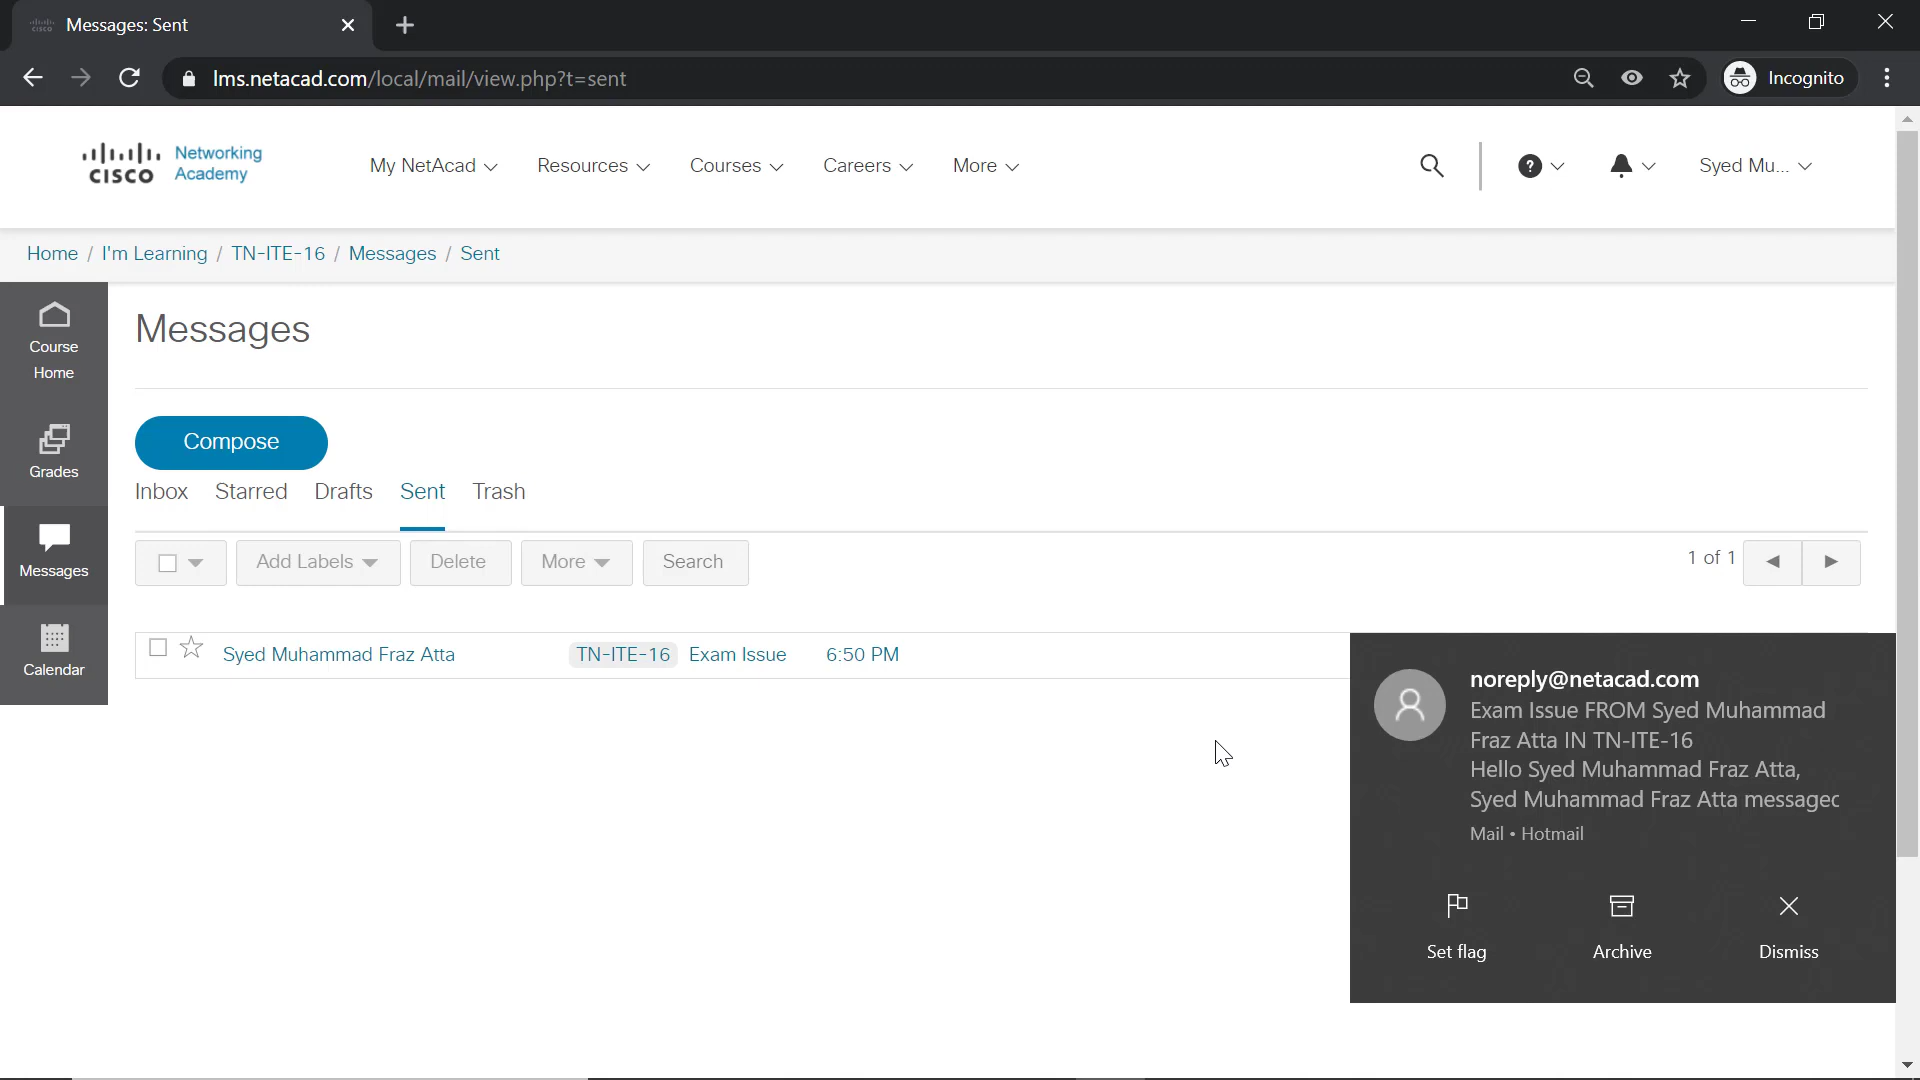 Messages: Sent
lms.netacad.com/local/mail/view.php?t=sent
Incognito
CISCO
Networking
Academy
My NetAcad
Resources
Courses
Careers
More
Syed Mu...
Home / I'm Learning / TN-ITE-16 / Messages / Sent
Course
Home
Grades
Messages
Calendar
Messages
Compose
Inbox Starred Drafts Sent Trash
Add Labels
Delete
More
Search
1 of 1
Syed Muhammad Fraz Atta TN-ITE-16 Exam Issue 6:50 PM
noreply@netacad.com
Exam Issue FROM Syed Muhammad
Fraz Atta IN TN-ITE-16
Hello Syed Muhammad Fraz Atta,
Syed Muhammad Fraz Atta
Mail • Hotmail
Set flag
Archive
Dismiss